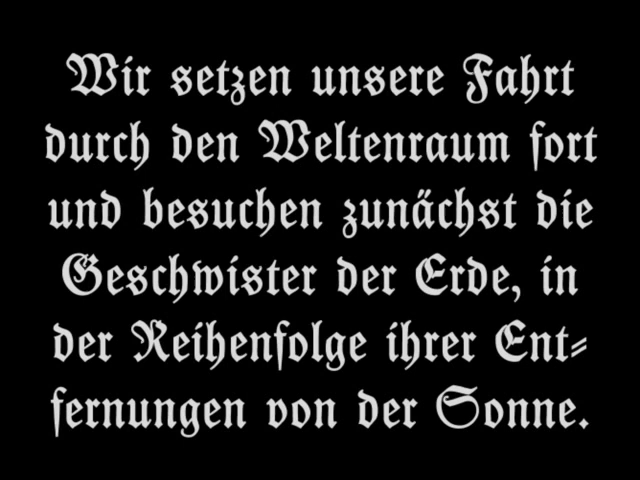 Wir setzen unsere Fahrt
durch den Weltenraum fort
und besuchen zunächst die
Geschwister der Erde, in
der Reihenfolge ihrer Ent⸗
fernungen von der Sonne.